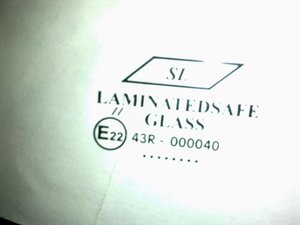 SL
LAMINATEDSAFE
GLASS
//
E22 43R - 000040
........